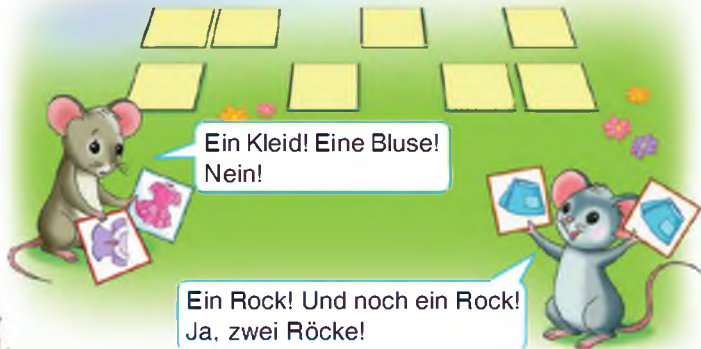 Ein Kleid! Eine Bluse!
Nein!
Ein Rock! Und noch ein Rock!
Ja, zwei Röcke!